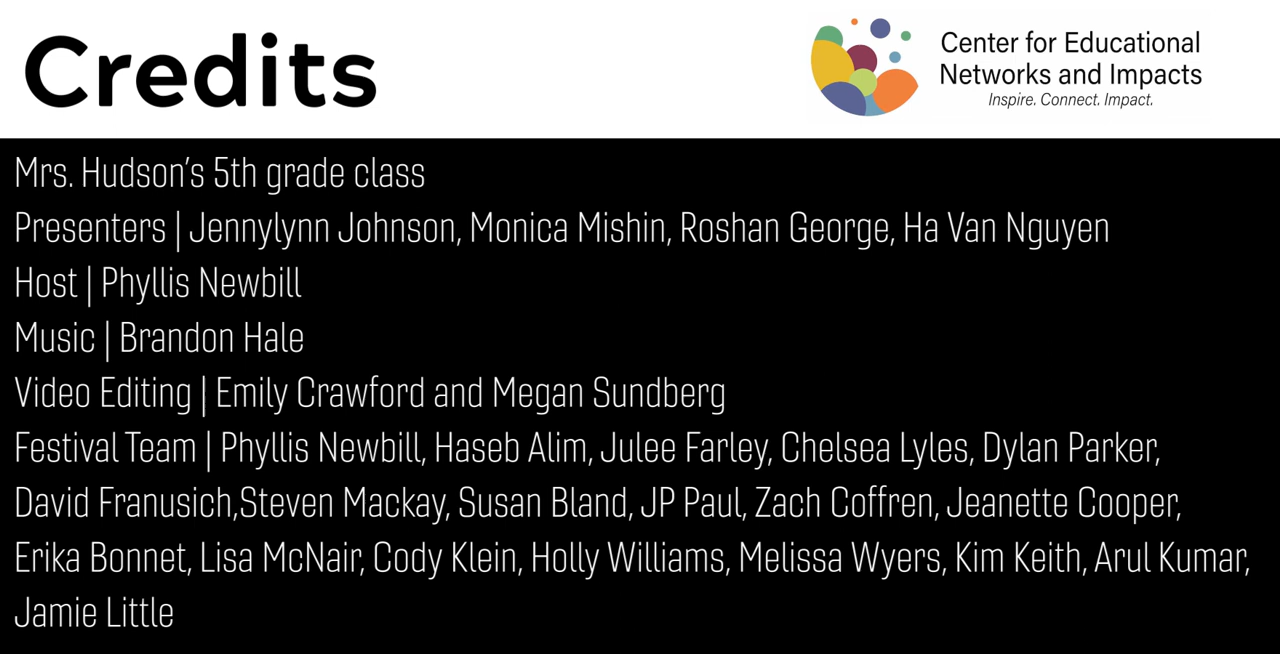 Credits
Center for Educational
Networks and Impacts
Inspire. Connect. Impact.
Mrs. Hudson's 5th grade class
Presenters | Jennylynn Johnson, Monica Mishin, Roshan George, Ha Van Nguyen
Host | Phyllis Newbill
Music | Brandon Hale
Video Editing | Emily Crawford and Megan Sundberg
Festival Team | Phyllis Newbill, Haseb Alim, Julee Farley, Chelsea Lyles, Dylan Parker,
David Franusich,Steven Mackay, Susan Bland, JP Paul, Zach Coffren, Jeanette Cooper,
Erika Bonnet, Lisa McNair, Cody Klein, Holly Williams, Melissa Wyers, Kim Keith, Arul Kumar,
Jamie Little